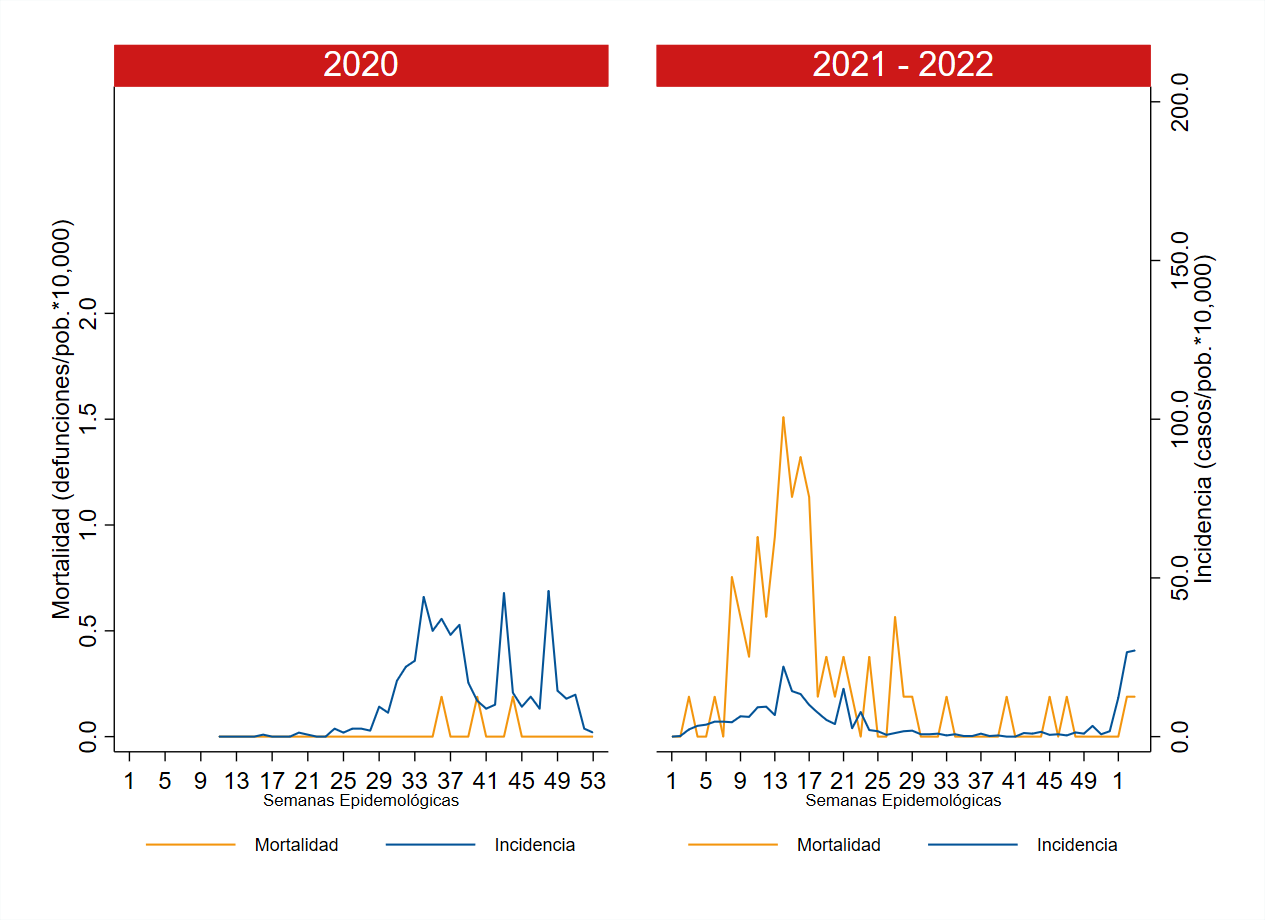 2020
2021 - 2022
Mortalidad (defunciones/pob.*10,000)
0.0 0.5 1.0 1.5 2.0
1 5 9 13 17 21 25 29 33 37 41 45 49 53
Semanas Epidemológicas
1 5 9 13 17 21 25 29 33 37 41 45 49 1
Semanas Epidemológicas
0.0 50.0 100.0 150.0 200.0
Incidencia (casos/pob.*10,000)
Mortalidad Incidencia
Mortalidad Incidencia